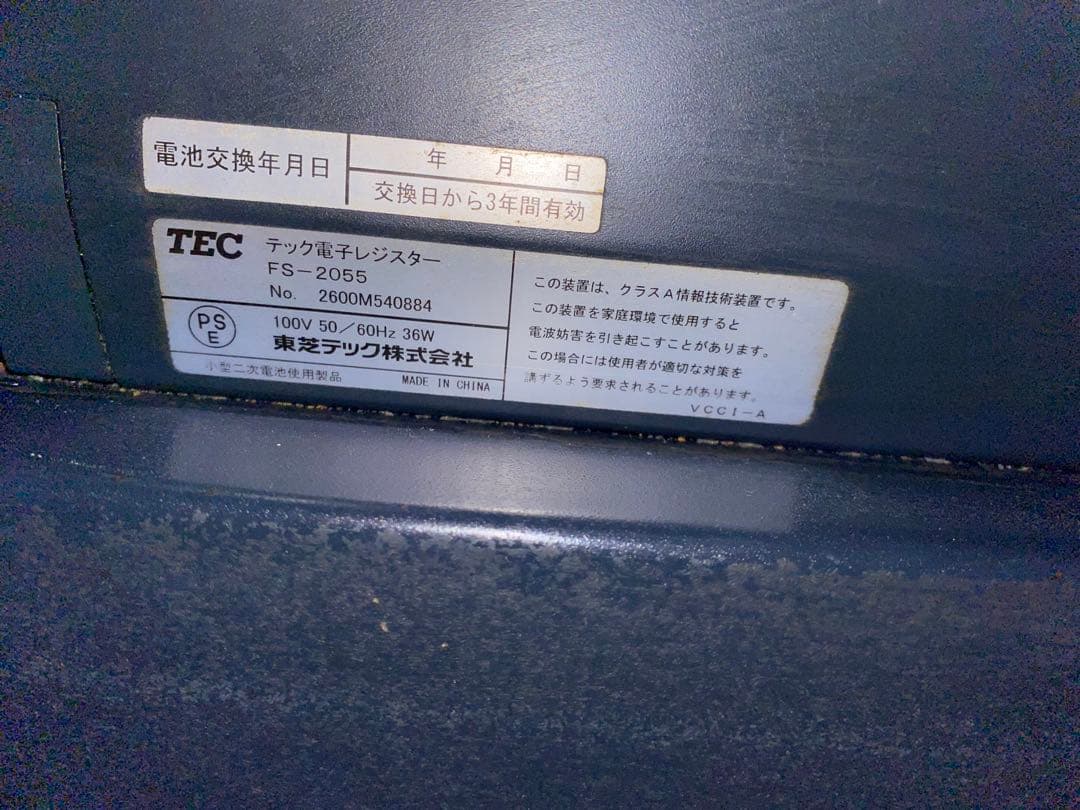 電池交換年月日
年 月 日
交換日から3年間有効
TEC テック電子レジスター
FS-2055
No. 2600M540884
PS
E
100V 50/60Hz 36W
東芝テック株式会社
小型二次電池使用製品 MADE IN CHINA
この装置は、クラスA情報技術装置です。
この装置を家庭環境で使用すると
電波妨害を引き起こすことがあります。
この場合には使用者が適切な対策を
講ずるよう要求されることがあります。
VCCI-A